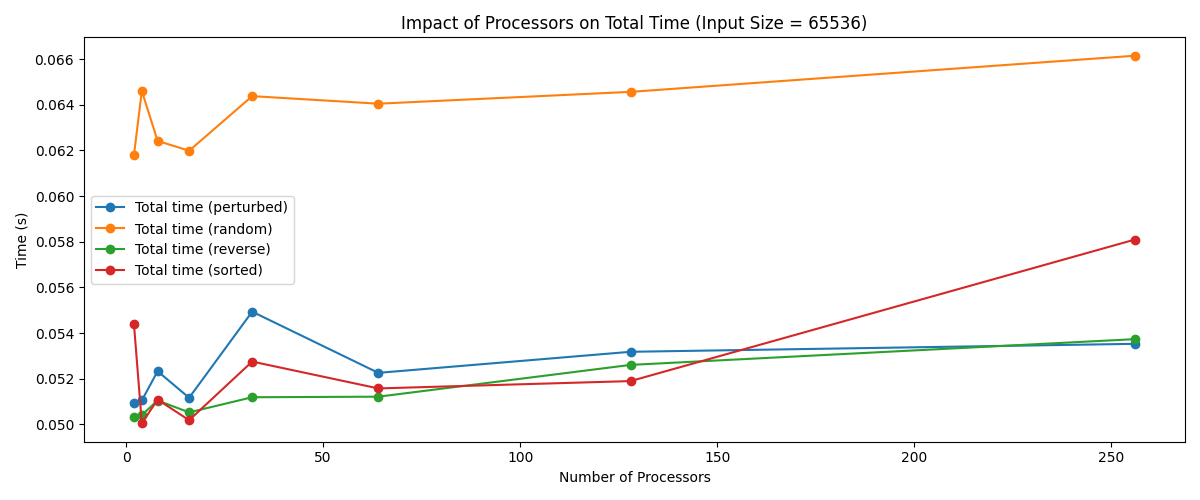 Impact of Processors on Total Time (Input Size = 65536)
Time (s)
0.066
0.064
0.062
0.060
0.058
0.056
0.054
0.052
0.050
Total time (perturbed)
Total time (random)
Total time (reverse)
Total time (sorted)
0
50
100
150
200
250
Number of Processors